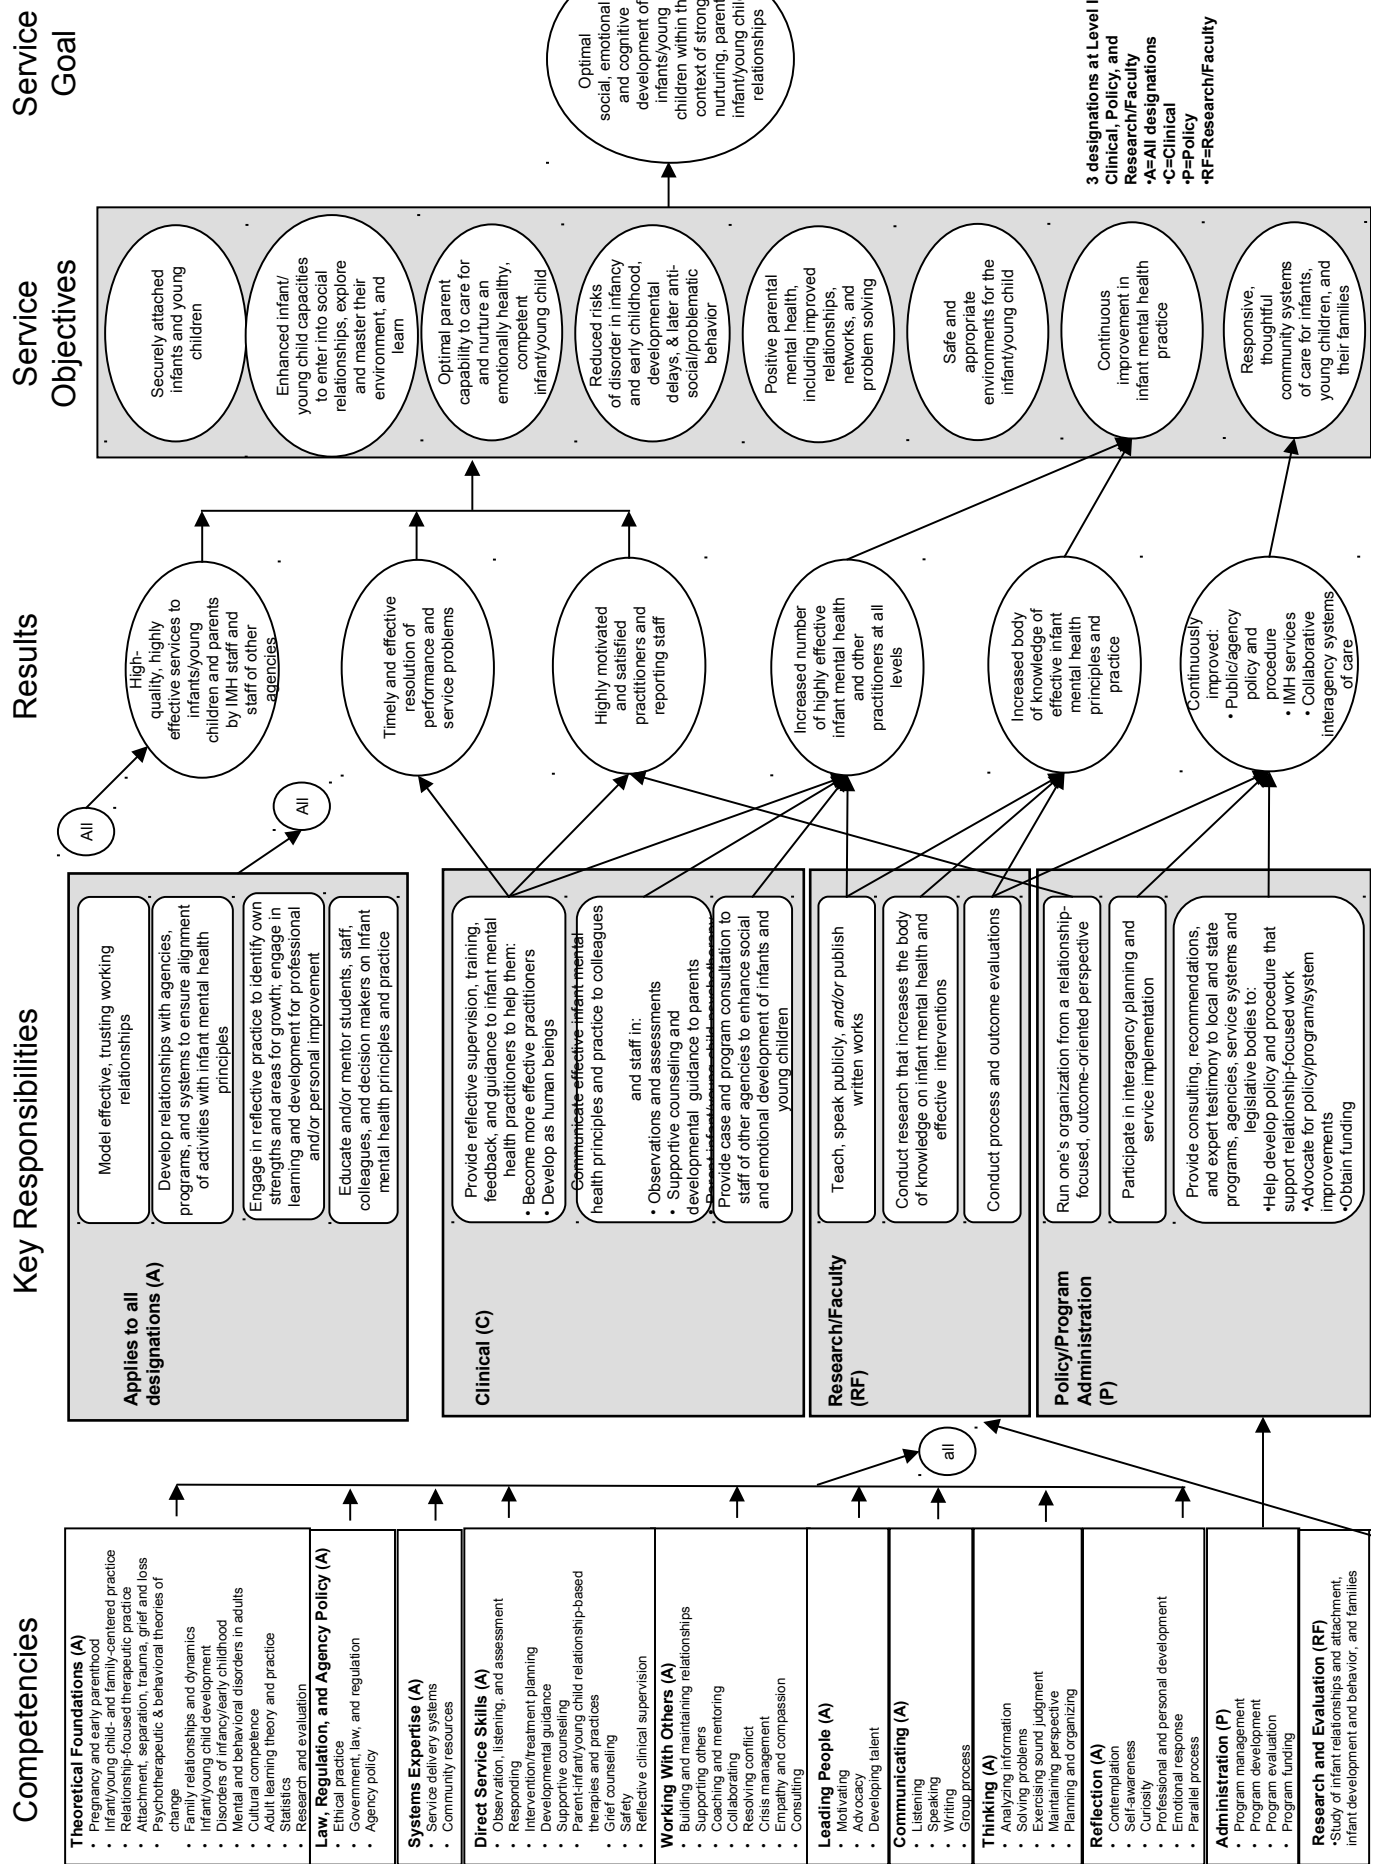 Competencies
Key Responsibilities
Results
Service
Objectives
Service
Goal
Theoretical Foundations (A)
• Pregnancy and early parenthood
• Infant/young child- and family-centered practice
• Relationship-focused therapeutic practice
• Attachment, separation, trauma, grief and loss
• Psychotherapeutic & behavioral theories of
change
• Family relationships and dynamics
• Infant/young child development
• Disorders of infancy/early childhood
• Mental and behavioral disorders in adults
• Cultural competence
• Adult learning theory and practice
• Statistics
• Research and evaluation
Law, Regulation, and Agency Policy (A)
• Ethical practice
• Government, law, and regulation
• Agency policy
Systems Expertise (A)
• Service delivery systems
• Community resources
Direct Service Skills (A)
• Observation, listening, and assessment
• Responding
• Intervention/treatment planning
• Developmental guidance
• Supportive counseling
• Parent-infant/young child relationship-based
therapies and practices
• Grief counseling
• Safety
• Reflective clinical supervision
Working With Others (A)
• Building and maintaining relationships
• Supporting others
• Coaching and mentoring
• Collaborating
• Resolving conflict
• Crisis management
• Empathy and compassion
• Consulting
Leading People (A)
• Motivating
• Advocacy
• Developing talent
Communicating (A)
• Listening
• Speaking
• Writing
• Group process
Thinking (A)
• Analyzing information
• Solving problems
• Exercising sound judgment
• Maintaining perspective
• Planning and organizing
Reflection (A)
• Contemplation
• Self-awareness
• Curiosity
• Professional and personal development
• Emotional response
• Parallel process
Administration (P)
• Program management
• Program development
• Program evaluation
• Program funding
Research and Evaluation (RF)
•Study of infant relationships and attachment,
infant development and behavior, and families
all
Applies to all
designations (A)
Model effective, trusting working
relationships
Develop relationships with agencies,
programs, and systems to ensure alignment
of activities with infant mental health
principles
Engage in reflective practice to identify own
strengths and areas for growth; engage in
learning and development for professional
and/or personal improvement
Educate and/or mentor students, staff,
colleagues, and decision makers on Infant
mental health principles and practice
Clinical (C)
Provide reflective supervision, training,
feedback, and guidance to infant mental
health practitioners to help them:
• Become more effective practitioners
• Develop as human beings
Communicate effective infant mental
health principles and practice to colleagues
and staff in:
• Observations and assessments
• Supportive counseling and
developmental guidance to parents
• Parent-infant/young child psychotherapy
Provide case and program consultation to
staff of other agencies to enhance social
and emotional development of infants and
young children
Research/Faculty
(RF)
Teach, speak publicly, and/or publish
written works
Conduct research that increases the body
of knowledge on infant mental health and
effective interventions
Conduct process and outcome evaluations
Policy/Program
Administration
(P)
Run one's organization from a relationship-
focused, outcome-oriented perspective
Participate in interagency planning and
service implementation
Provide consulting, recommendations,
and expert testimony to local and state
programs, agencies, service systems and
legislative bodies to:
•Help develop policy and procedure that
support relationship-focused work
•Advocate for policy/program/system
improvements
•Obtain funding
All
All
High-
quality, highly
effective services to
infants/young
children and parents
by IMH staff and
staff of other
agencies
Timely and effective
resolution of
performance and
service problems
Highly motivated
and satisfied
practitioners and
reporting staff
Increased number
of highly effective
infant mental health
and other
practitioners at all
levels
Increased body
of knowledge of
effective infant
mental health
principles and
practice
Continuously
improved:
• Public/agency
policy and
procedure
• IMH services
• Collaborative
interagency systems
of care
Securely attached
infants and young
children
Enhanced infant/
young child capacities
to enter into social
relationships, explore
and master their
environment, and
learn
Optimal parent
capability to care for
and nurture an
emotionally healthy,
competent
infant/young child
Reduced risks
of disorder in infancy
and early childhood,
developmental
delays, & later anti-
social/problematic
behavior
Positive parental
mental health,
including improved
relationships,
networks, and
problem solving
Safe and
appropriate
environments for the
infant/young child
Continuous
improvement in
infant mental health
practice
Responsive,
thoughtful
community systems
of care for infants,
young children, and
their families
Optimal
social, emotional
and cognitive
development of
infants/young
children within th
context of strong
nurturing, parent
infant/young chil
relationships
3 designations at Level I
Clinical, Policy, and
Research/Faculty
•A=All designations
•C=Clinical
•P=Policy
•RF=Research/Faculty